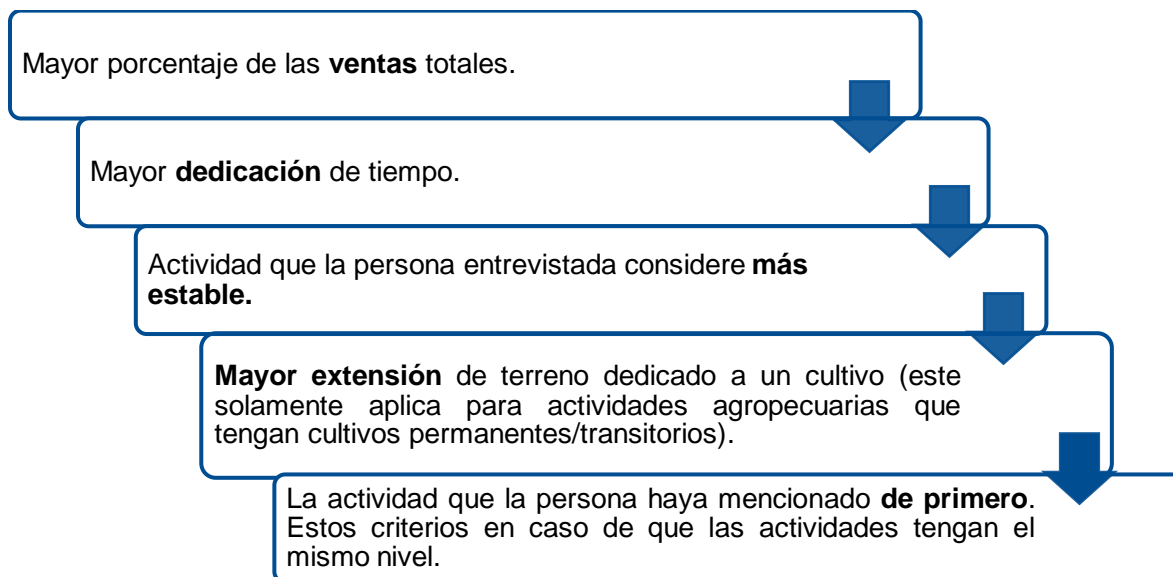 Mayor porcentaje de las ventas totales.
Mayor dedicación de tiempo.
Actividad que la persona entrevistada considere más
estable.
Mayor extensión de terreno dedicado a un cultivo (este
solamente aplica para actividades agropecuarias que
tengan cultivos permanentes/transitorios).
La actividad que la persona haya mencionado de primero.
Estos criterios en caso de que las actividades tengan el
mismo nivel.